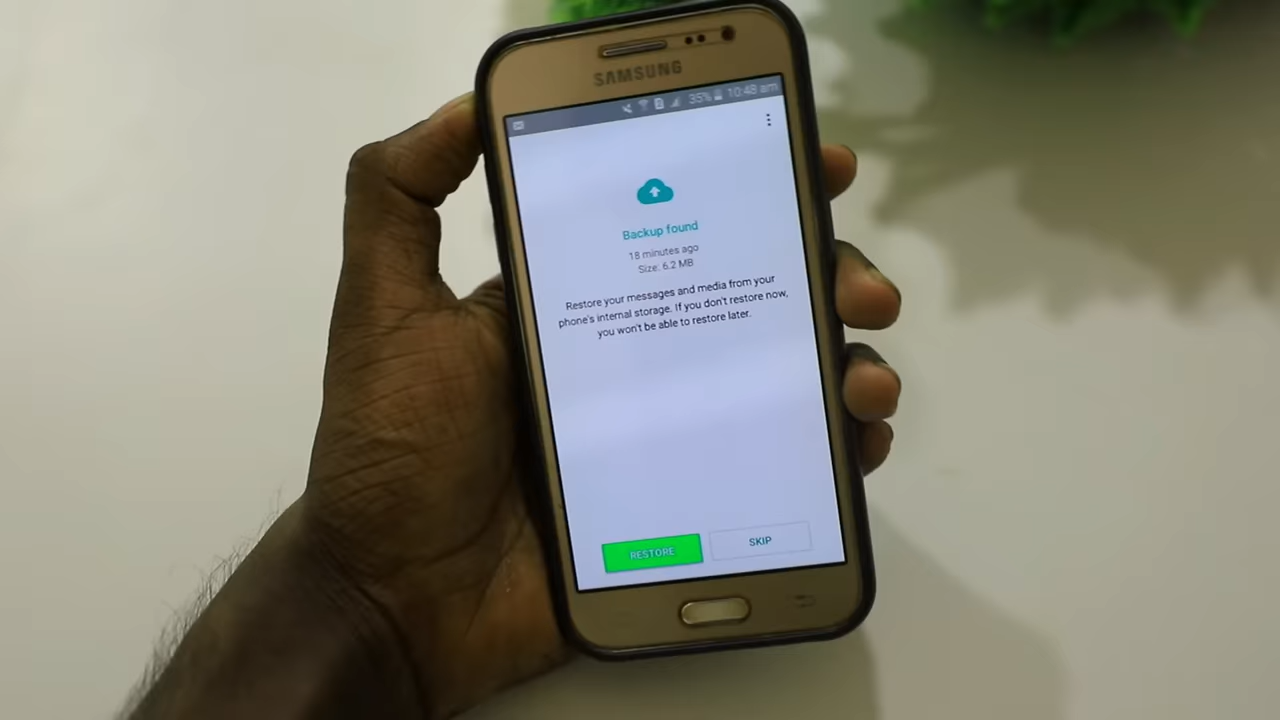 SAMSUNG
35% 10:48 am
Backup found
18 minutes ago
Size: 6.2 MB
Restore your messages and media from your
phone's internal storage. If you don't restore now,
you won't be able to restore later.
RESTORE SKIP